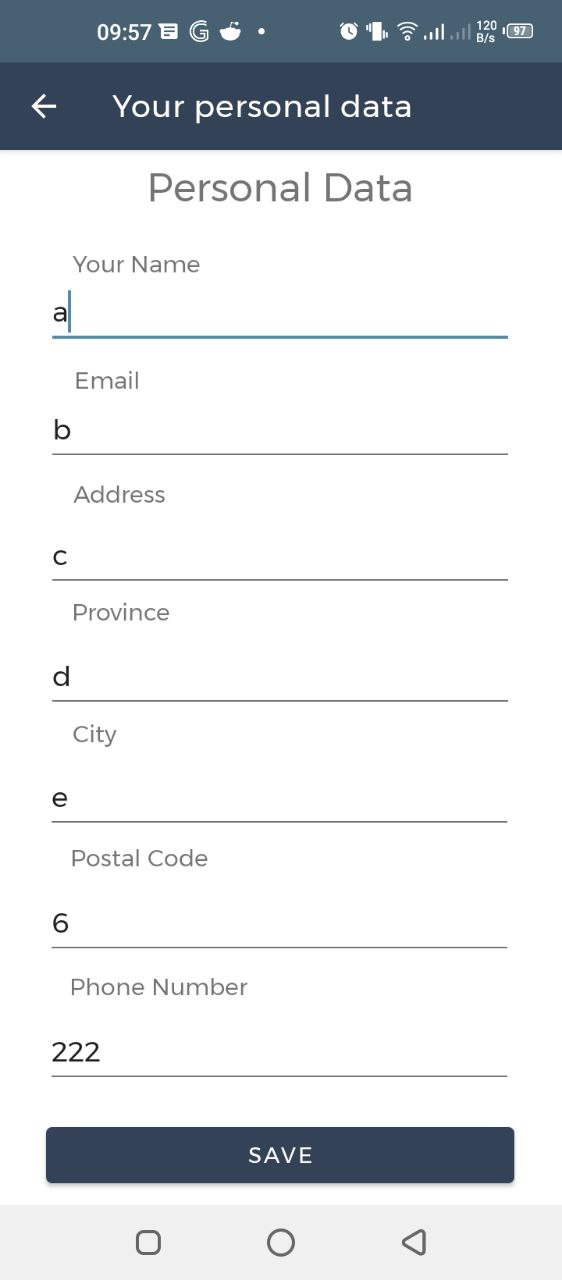 09:57 120 B/s 97
Your personal data
Personal Data
Your Name
a
Email
b
Address
c
Province
d
City
e
Postal Code
6
Phone Number
222
SAVE